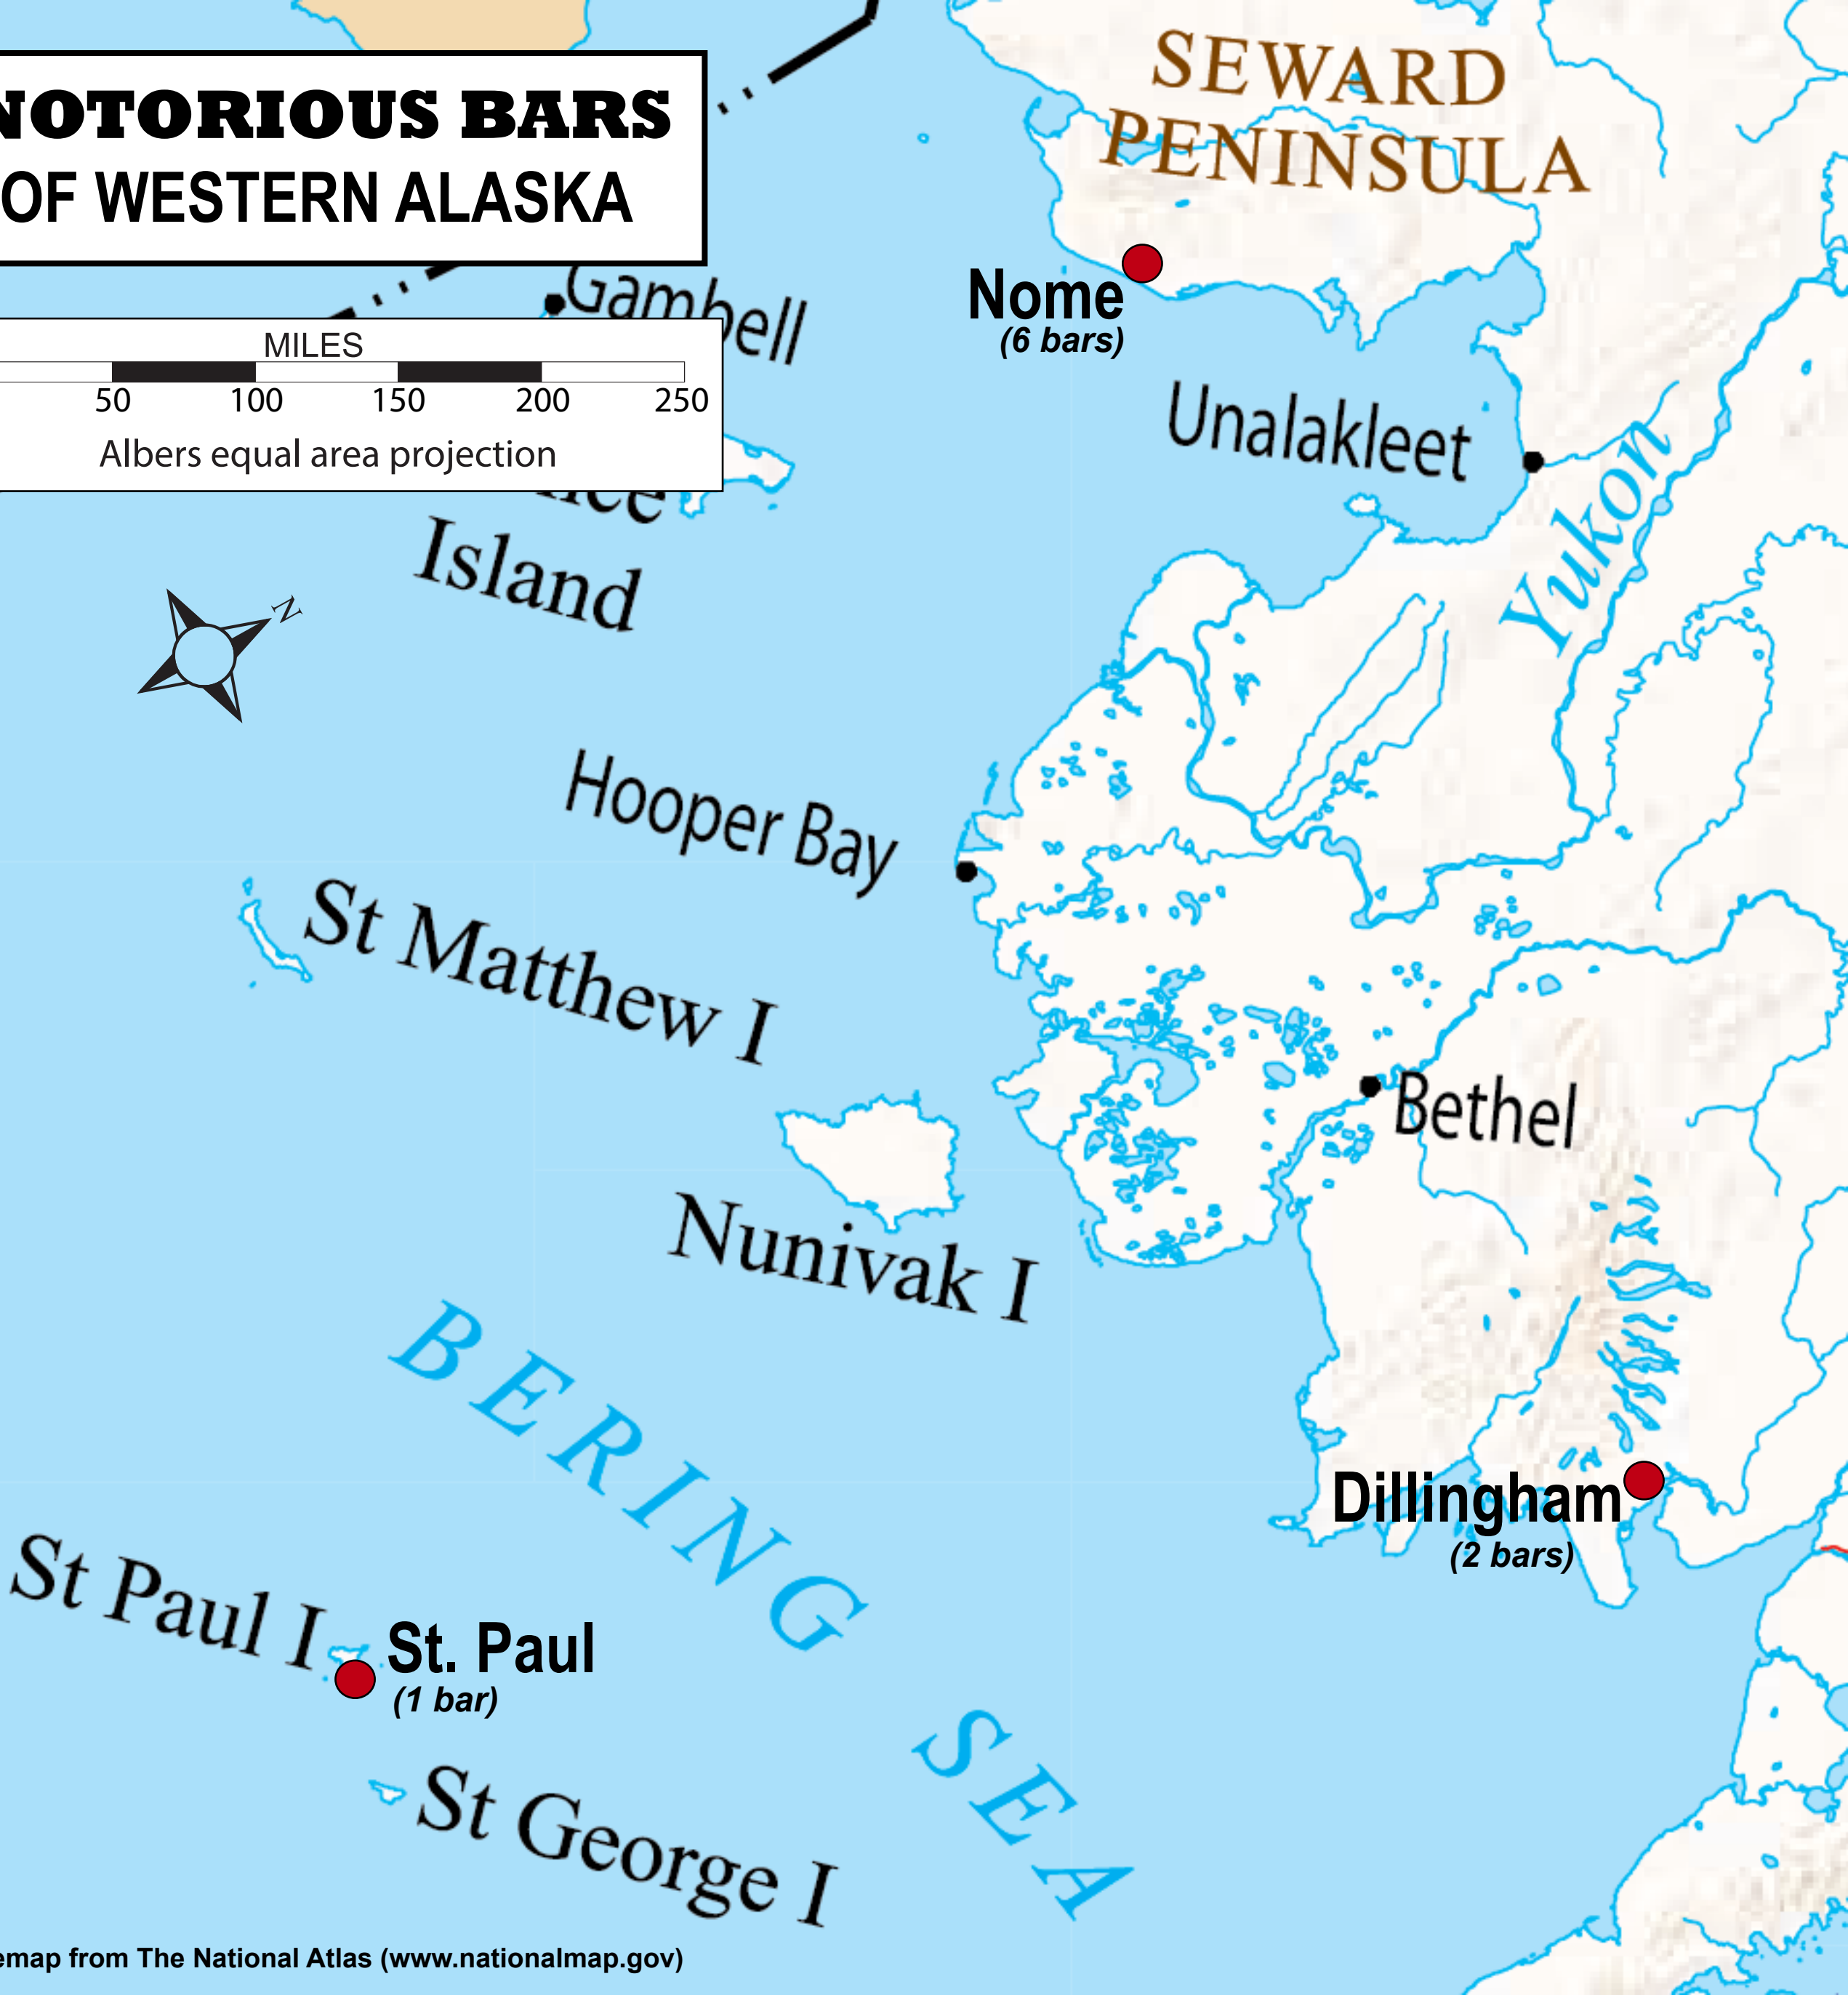 NOTORIOUS BARS
OF WESTERN ALASKA
SEWARD
PENINSULA
Gambell
Nome
(6 bars)
MILES
50 100 150 200 250
Albers equal area projection
Unalakleet
Yukon
Island
N
Hooper Bay
St Matthew I
Bethel
Nunivak I
BERING
SEA
Dillingham
(2 bars)
St Paul I
St. Paul
(1 bar)
St George I
from The National Atlas (www.nationalmap.gov)